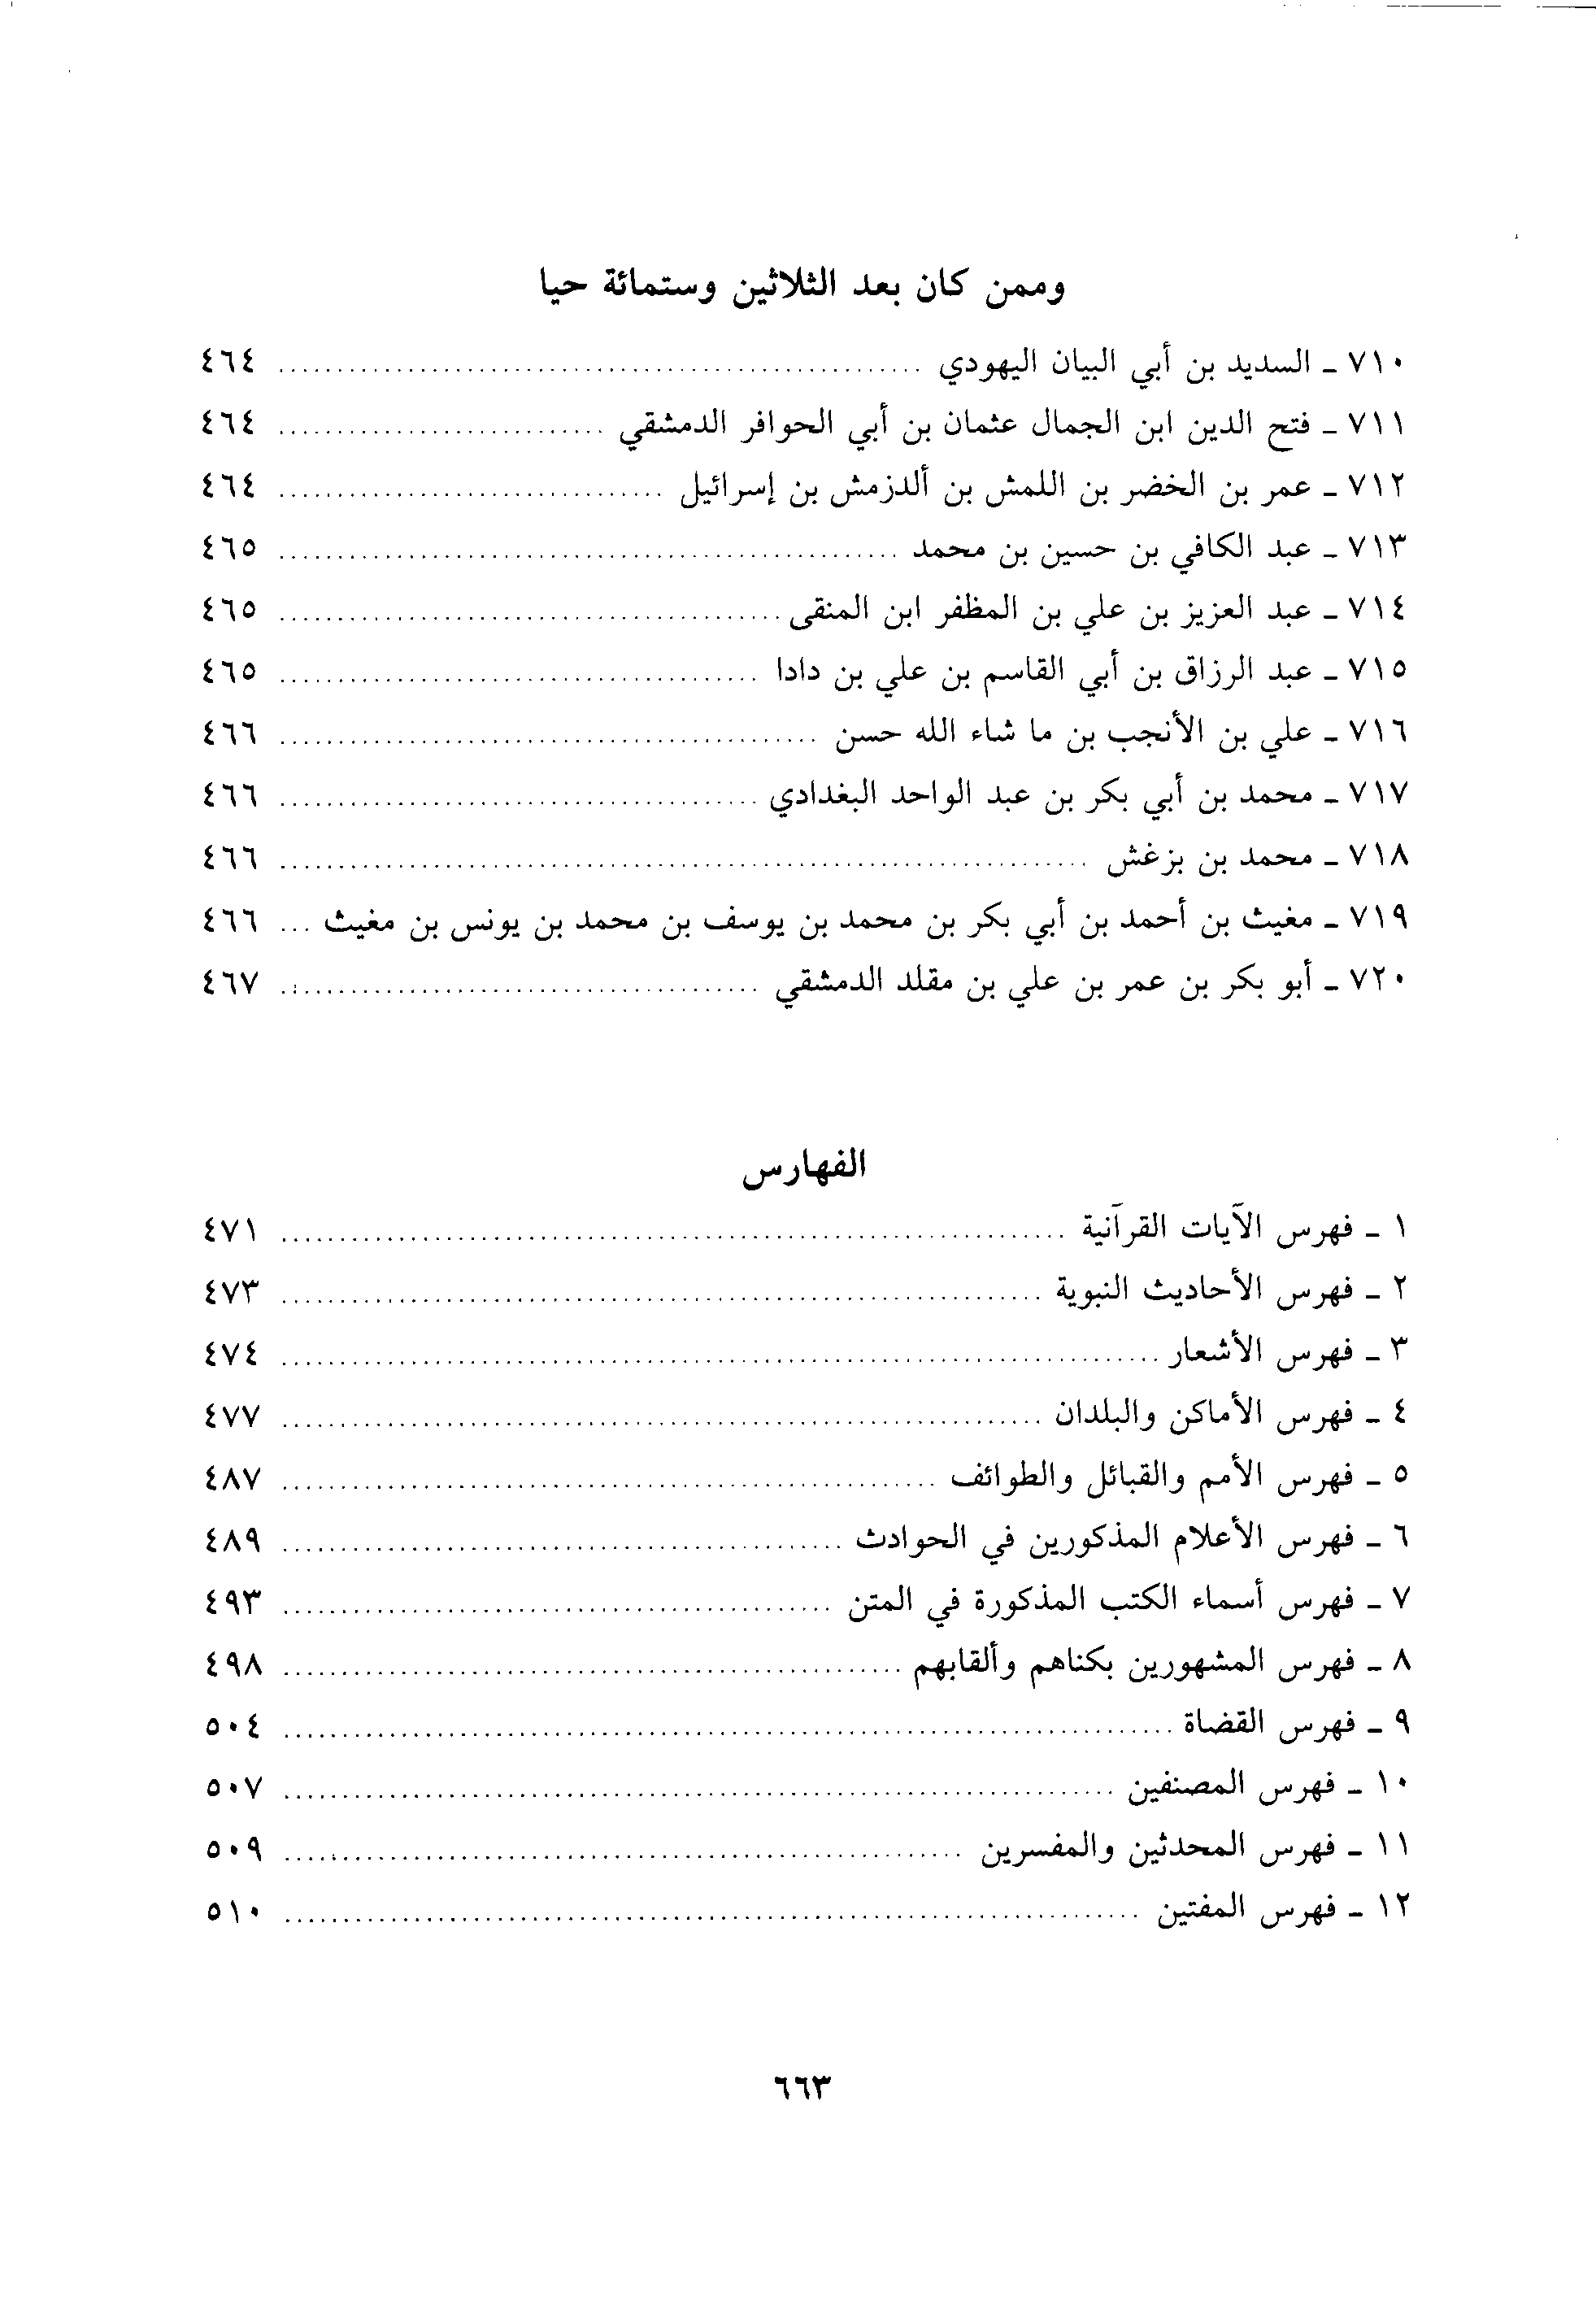 وممن كان بعد الثلاثين وستمائة حيا
٧١٠ ـ السديد بن أبي البيان اليهودي ........................ ٤٦٤
٧١١ ـ فتح الدين ابن الجمال عثمان بن أبي الحوافر الدمشقي ........................ ٤٦٤
٧١٢ ـ عمر بن الخضر بن اللمش بن ألدزمش بن إسرائيل ........................ ٤٦٤
٧١٣ ـ عبد الكافي بن حسين بن محمد ........................ ٤٦٥
٧١٤ ـ عبد العزيز بن علي بن المظفر ابن المنقى ........................ ٤٦٥
٧١٥ ـ عبد الرزاق بن أبي القاسم بن علي بن دادا ........................ ٤٦٥
٧١٦ ـ علي بن الأنجب بن ما شاء الله حسن ........................ ٤٦٦
٧١٧ ـ محمد بن أبي بكر بن عبد الواحد البغدادي ........................ ٤٦٦
٧١٨ ـ محمد بن بزغش ........................ ٤٦٦
٧١٩ ـ مغيث بن أحمد بن أبي بكر بن محمد بن يوسف بن محمد بن يونس بن مغيث ... ٤٦٦
٧٢٠ ـ أبو بكر بن عمر بن علي بن مقلد الدمشقي ........................ ٤٦٧
الفهارس
١ ـ فهرس الآيات القرآنية ........................ ٤٧١
٢ ـ فهرس الأحاديث النبوية ........................ ٤٧٣
٣ ـ فهرس الأشعار ........................ ٤٧٤
٤ ـ فهرس الأماكن والبلدان ........................ ٤٧٧
٥ ـ فهرس الأمم والقبائل والطوائف ........................ ٤٨٧
٦ ـ فهرس الأعلام المذكورين في الحوادث ........................ ٤٨٩
٧ ـ فهرس أسماء الكتب المذكورة في المتن ........................ ٤٩٣
٨ ـ فهرس المشهورين بكناهم وألقابهم ........................ ٤٩٨
٩ ـ فهرس القضاة ........................ ٥٠٤
١٠ ـ فهرس المصنفين ........................ ٥٠٧
١١ ـ فهرس المحدثين والمفسرين ........................ ٥٠٩
١٢ ـ فهرس المفتين ........................ ٥١٠
٦٦٣